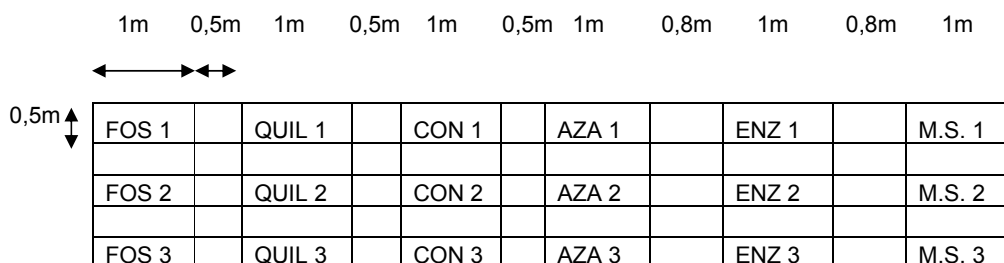 1m 0,5m 1m 0,5m 1m 0,5m 1m 0,8m 1m 0,8m 1m
0,5m
FOS 1 QUIL 1 CON 1 AZA 1 ENZ 1 M.S. 1
FOS 2 QUIL 2 CON 2 AZA 2 ENZ 2 M.S. 2
FOS 3 QUIL 3 CON 3 AZA 3 ENZ 3 M.S. 3